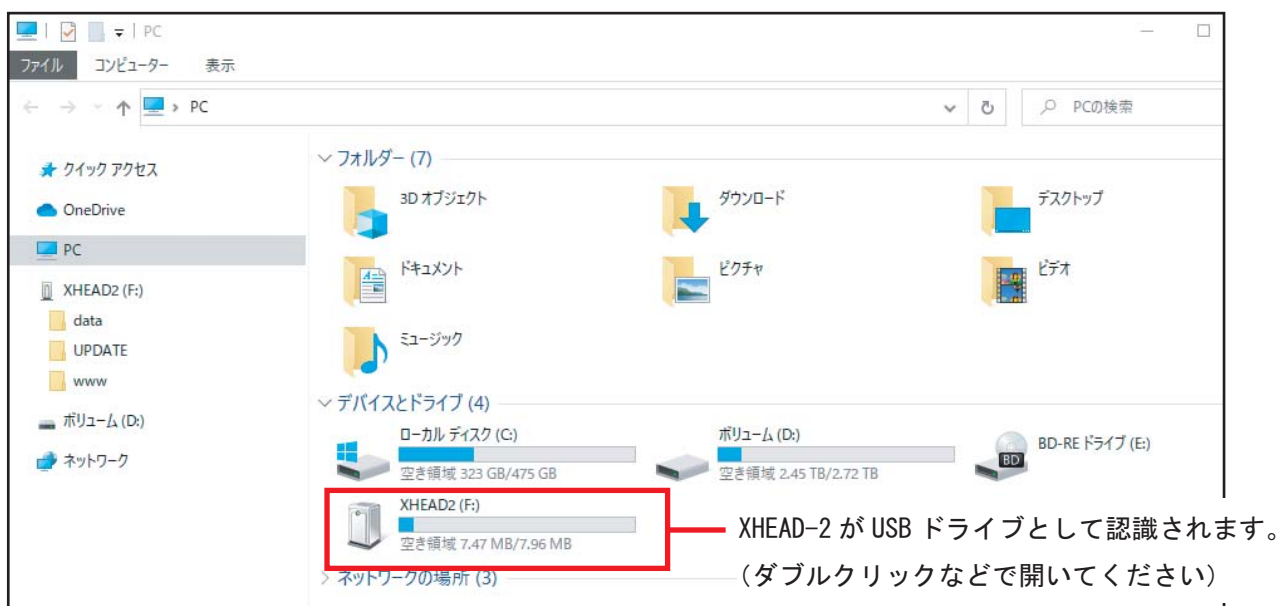 PC
ファイル コンピューター 表示
PC PCの検索
クイック アクセス
OneDrive
PC
XHEAD2 (F:)
data
UPDATE
www
ボリューム (D:)
ネットワーク
フォルダー (7)
3D オブジェクト ダウンロード デスクトップ
ドキュメント ピクチャ ビデオ
ミュージック
デバイスとドライブ (4)
ローカル ディスク (C:) ボリューム (D:) BD-RE ドライブ (E:)
BD
空き領域 323 GB/475 GB 空き領域 2.45 TB/2.72 TB
XHEAD2 (F:)
空き領域 7.47 MB/7.96 MB
XHEAD-2 が USB ドライブとして認識されます。
(ダブルクリックなどで開いてください)
ネットワークの場所 (3)